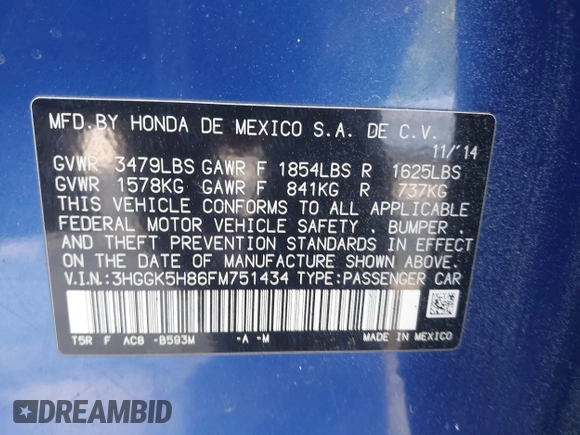 MFD.BY HONDA DE MEXICO S.A. DE C.V.
11/'14
GVWR 3479LBS GAWR F 1854LBS R 1625LBS
GVWR 1578KG GAWR F 841KG R 737KG
THIS VEHICLE CONFORMS TO ALL APPLICABLE
FEDERAL MOTOR VEHICLE SAFETY , BUMPER ,
AND THEFT PREVENTION STANDARDS IN EFFECT
ON THE DATE OF MANUFACTURE SHOWN ABOVE.
V.I.N.:3HGGK5H86FM751434 TYPE:PASSENGER CAR
T5R F AC8 -B593M -A -M MADE IN MEXICO
DREAMBID